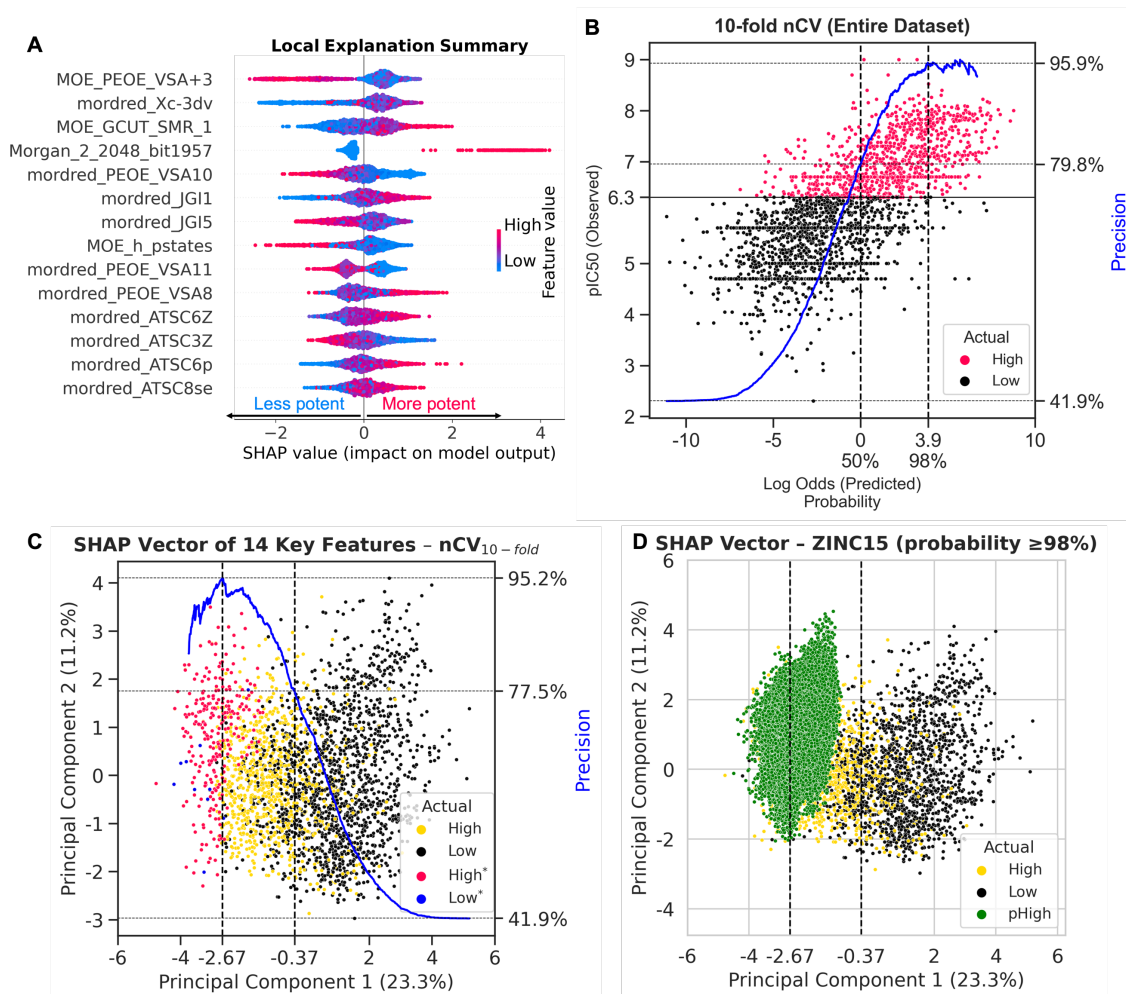 A
Local Explanation Summary
MOE_PEOE_VSA+3
mordred_Xc-3dv
MOE_GCUT_SMR_1
Morgan_2_2048_bit1957
mordred_PEOE_VSA10
mordred_JGI1
mordred_JGI5
MOE_h_pstates
mordred_PEOE_VSA11
mordred_PEOE_VSA8
mordred_ATSC6Z
mordred_ATSC3Z
mordred_ATSC6p
mordred_ATSC8se
High
Low
Feature value
Less potent
More potent
−2 0 2 4
SHAP value (impact on model output)
B
10-fold nCV (Entire Dataset)
pIC50 (Observed)
9
8
7
6.3
5
4
3
2
95.9%
79.8%
41.9%
Precision
Actual
High
Low
-10 -5 0 3.9 10
50% 98%
Log Odds (Predicted)
Probability
C
SHAP Vector of 14 Key Features – nCV10−fold
Principal Component 2 (11.2%)
4
3
2
1
0
-1
-2
-3
95.2%
77.5%
41.9%
Precision
Actual
High
Low
High*
Low*
-6 -4 -2.67 -0.37 2 4 6
Principal Component 1 (23.3%)
D
SHAP Vector – ZINC15 (probability ≥98%)
Principal Component 2 (11.2%)
6
4
2
0
-2
-4
Actual
High
Low
pHigh
-6 -4 -2.67 -0.37 2 4 6
Principal Component 1 (23.3%)